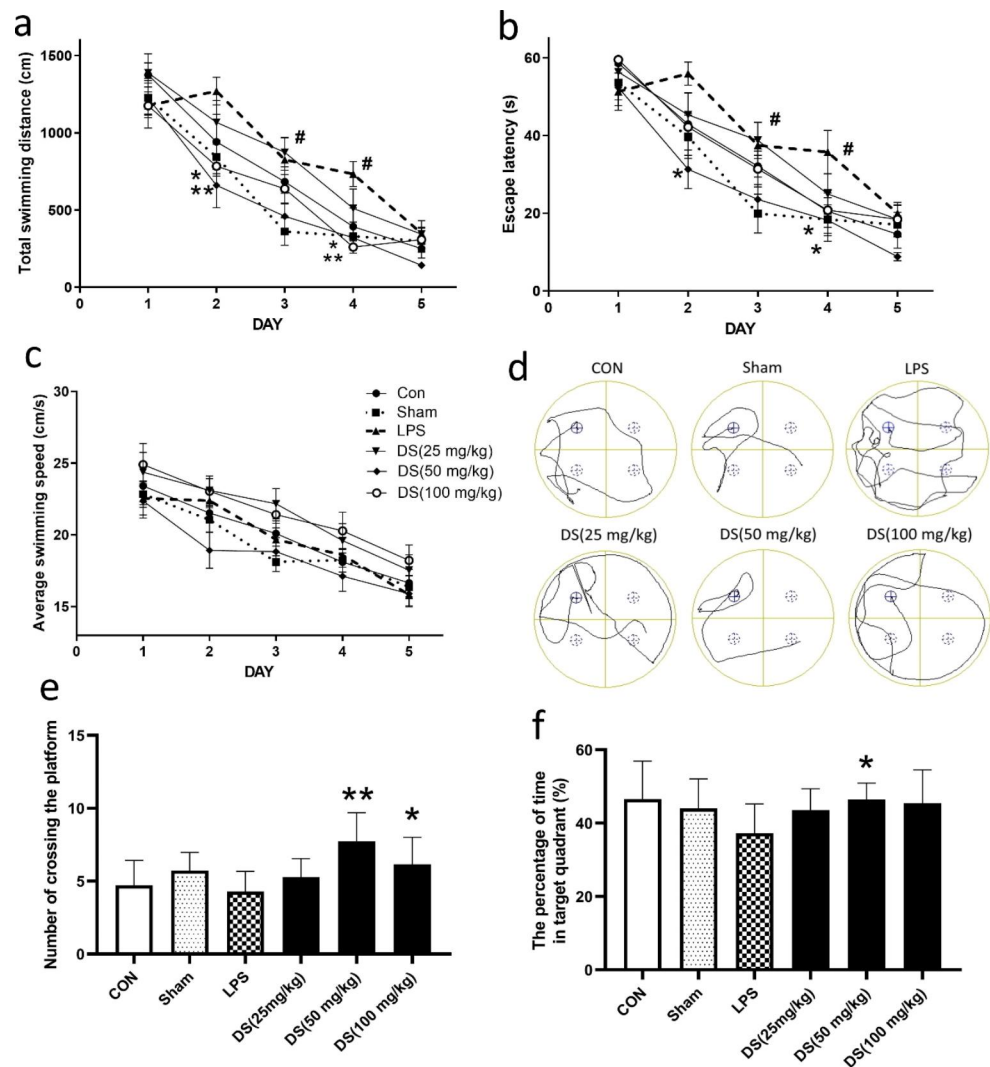 a
Total swimming distance (cm)
1500
1000
500
0
#
#
*
**
*
**
0 1 2 3 4 5
DAY
b
Escape latency (s)
60
40
20
0
#
#
*
*
*
0 1 2 3 4 5
DAY
c
Average swimming speed (cm/s)
30
25
20
15
0 1 2 3 4 5
DAY
Con
Sham
LPS
DS(25 mg/kg)
DS(50 mg/kg)
DS(100 mg/kg)
d
CON Sham LPS
DS(25 mg/kg) DS(50 mg/kg) DS(100 mg/kg)
e
Number of crossing the platform
15
10
5
0
**
*
CON Sham LPS DS(25mg/kg) DS(50 mg/kg) DS(100 mg/kg)
f
The percentage of time
in target quadrant (%)
60
40
20
0
*
CON Sham LPS DS(25mg/kg) DS(50 mg/kg) DS(100 mg/kg)